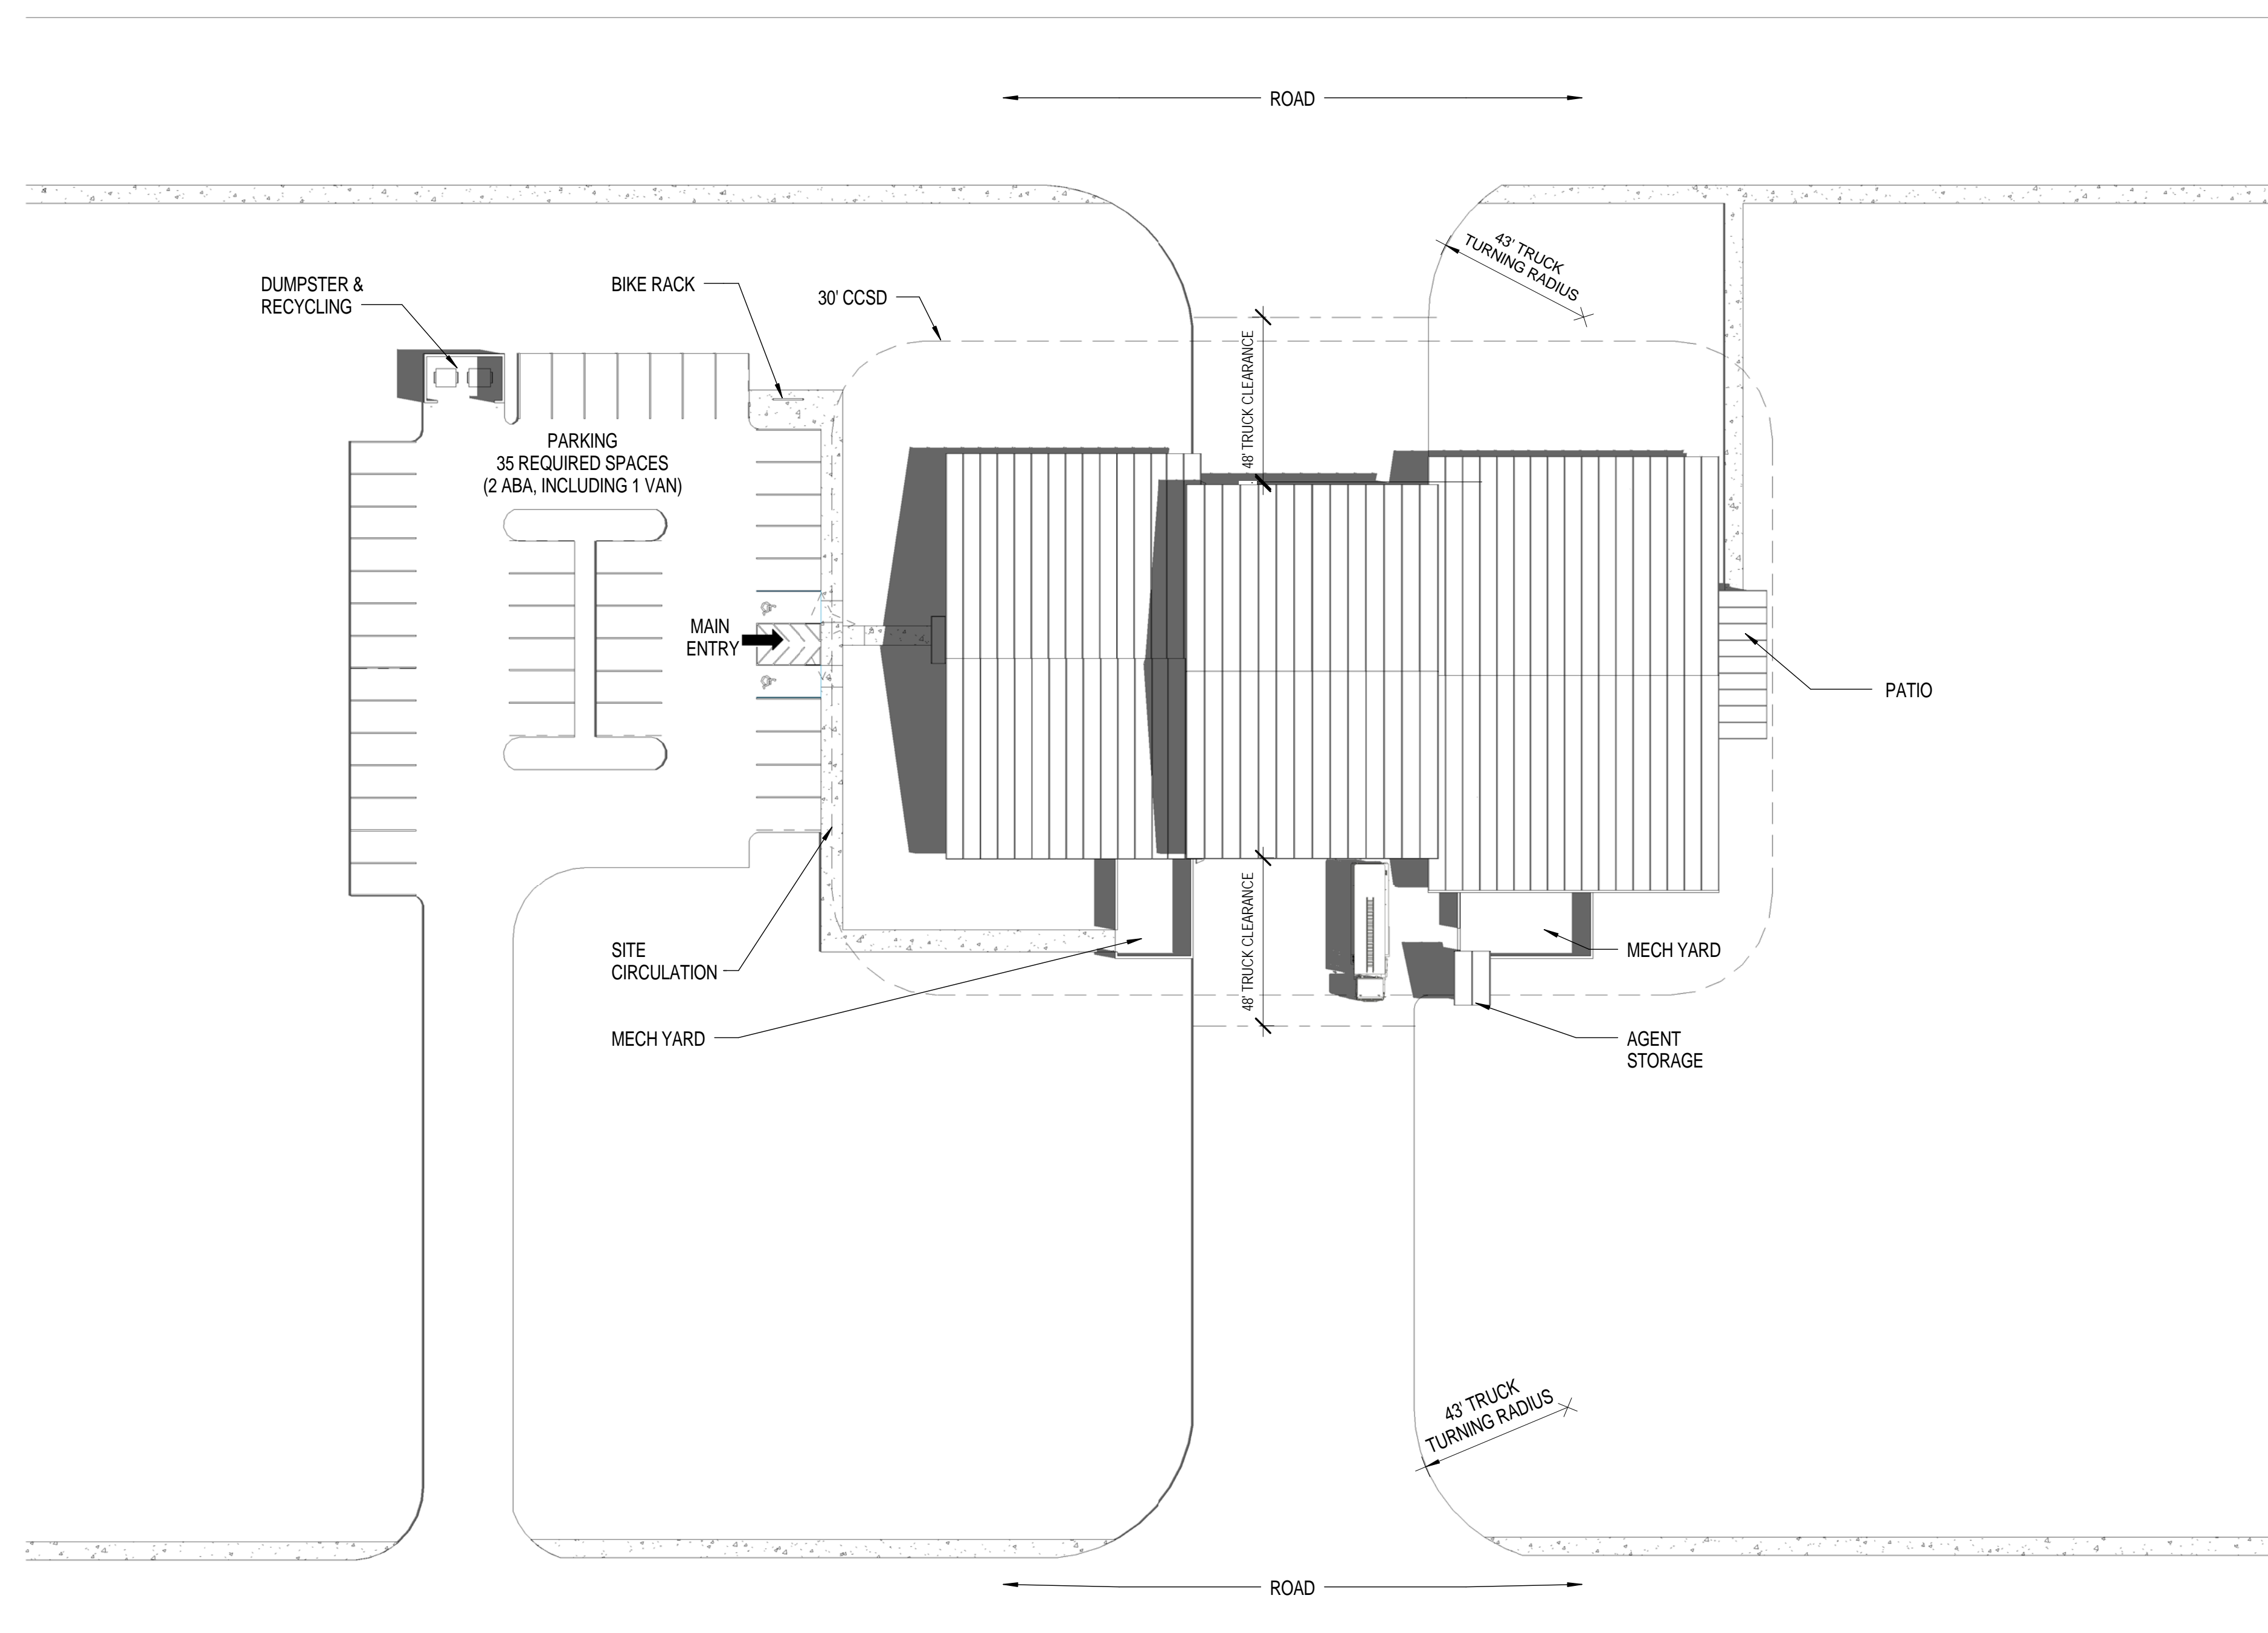 ROAD
43' TRUCK
TURNING RADIUS
DUMPSTER &
RECYCLING
BIKE RACK
30' CCSD
48' TRUCK CLEARANCE
PARKING
35 REQUIRED SPACES
(2 ABA, INCLUDING 1 VAN)
MAIN
ENTRY
PATIO
48' TRUCK CLEARANCE
SITE
CIRCULATION
MECH YARD
MECH YARD
AGENT
STORAGE
43' TRUCK
TURNING RADIUS
ROAD